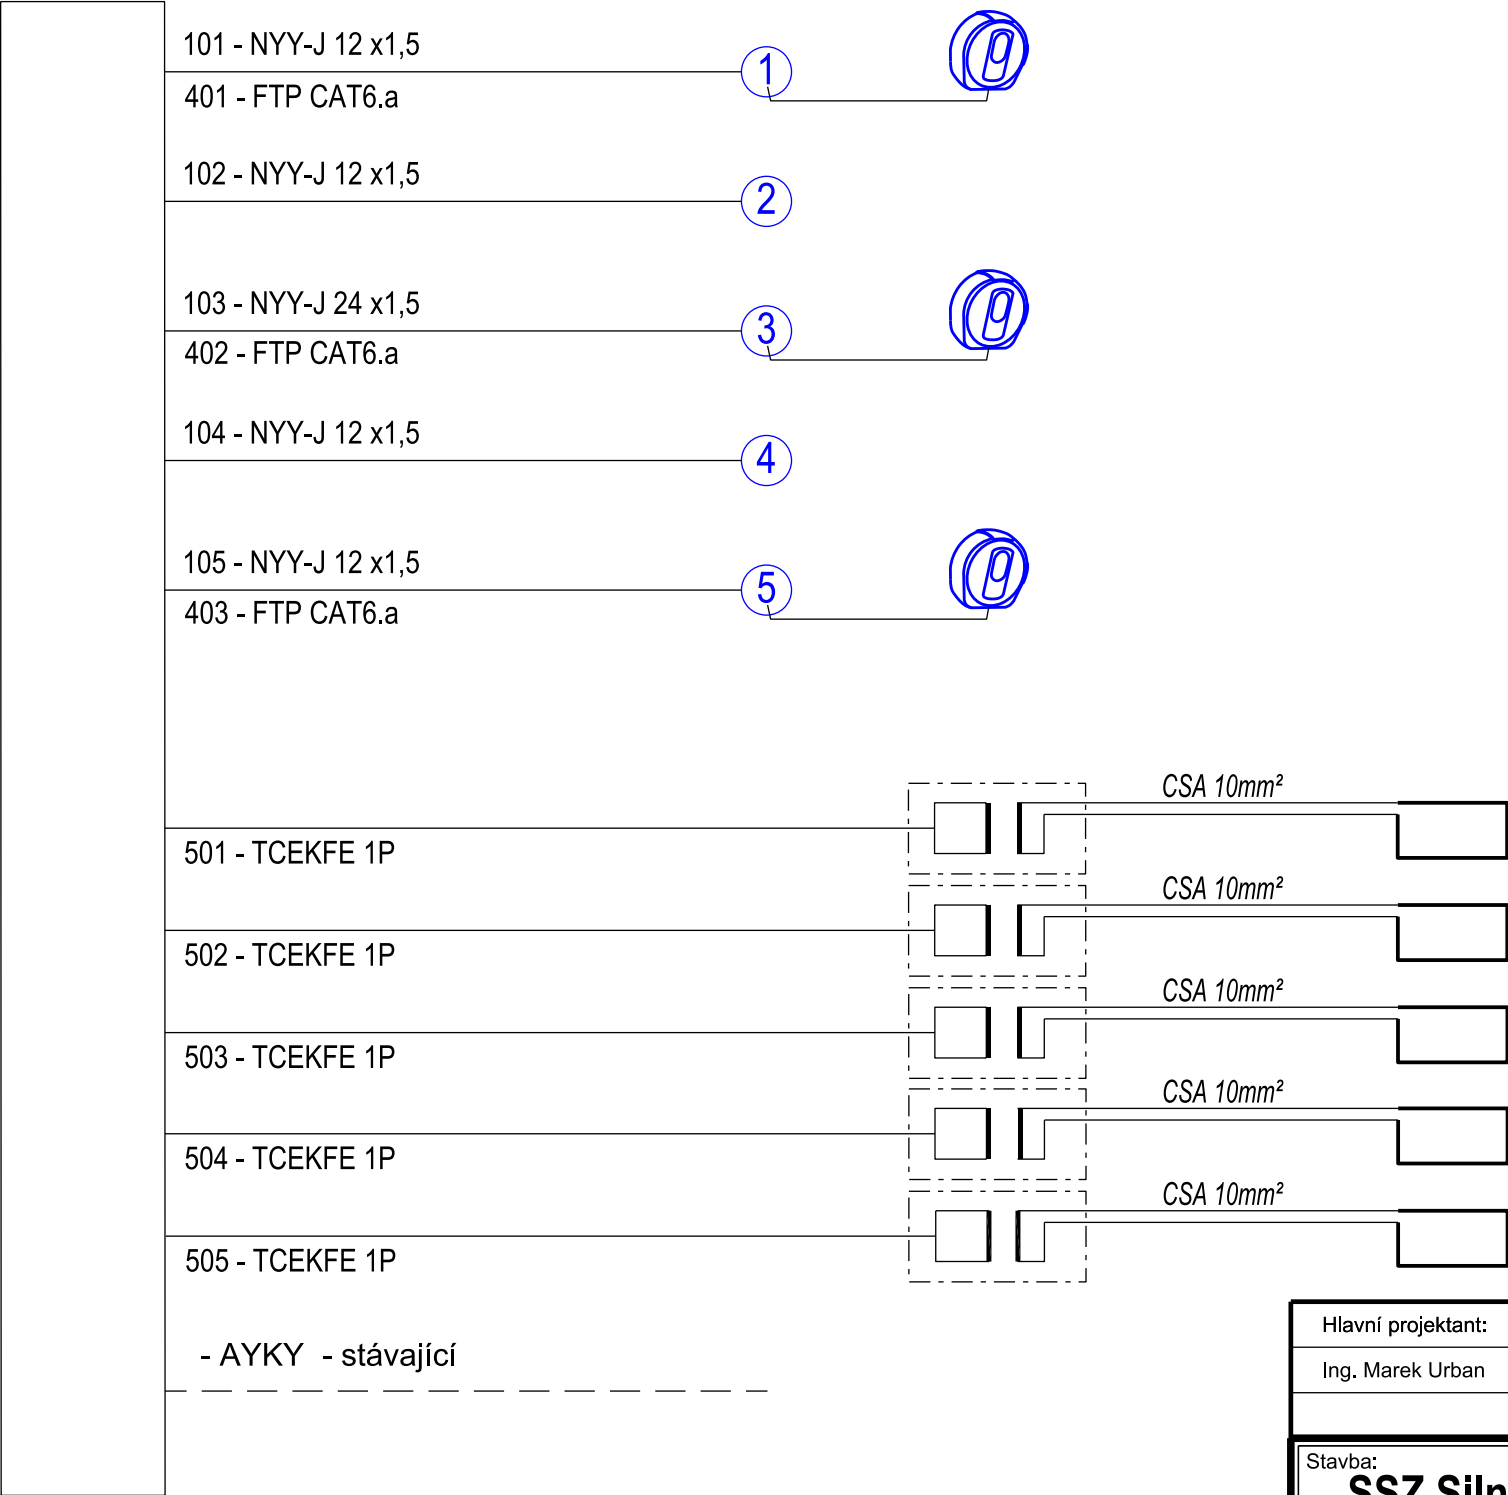 101 - NYY-J 12 x1,5
1
401 - FTP CAT6.a
102 - NYY-J 12 x1,5
2
103 - NYY-J 24 x1,5
3
402 - FTP CAT6.a
104 - NYY-J 12 x1,5
4
105 - NYY-J 12 x1,5
5
403 - FTP CAT6.a
CSA 10mm²
501 - TCEKFE 1P
CSA 10mm²
502 - TCEKFE 1P
CSA 10mm²
503 - TCEKFE 1P
CSA 10mm²
504 - TCEKFE 1P
CSA 10mm²
505 - TCEKFE 1P
- AYKY - stávající
Hlavní projektant:
Ing. Marek Urban
Stavba:
SSZ Siln